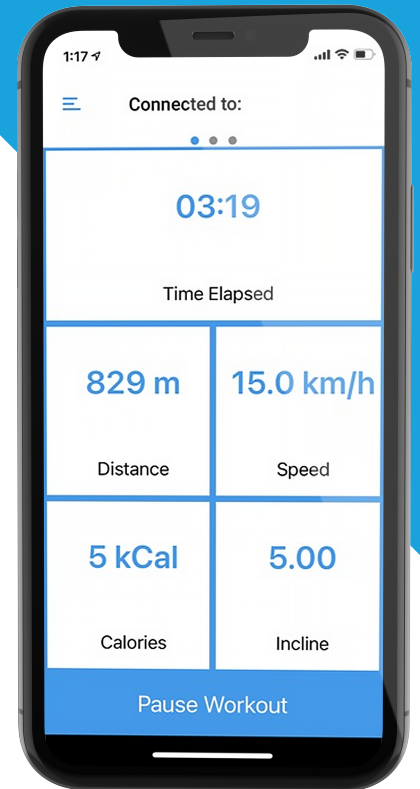 1:17
Connected to:
03:19
Time Elapsed
829 m
15.0 km/h
Distance
Speed
5 kCal
5.00
Calories
Incline
Pause Workout